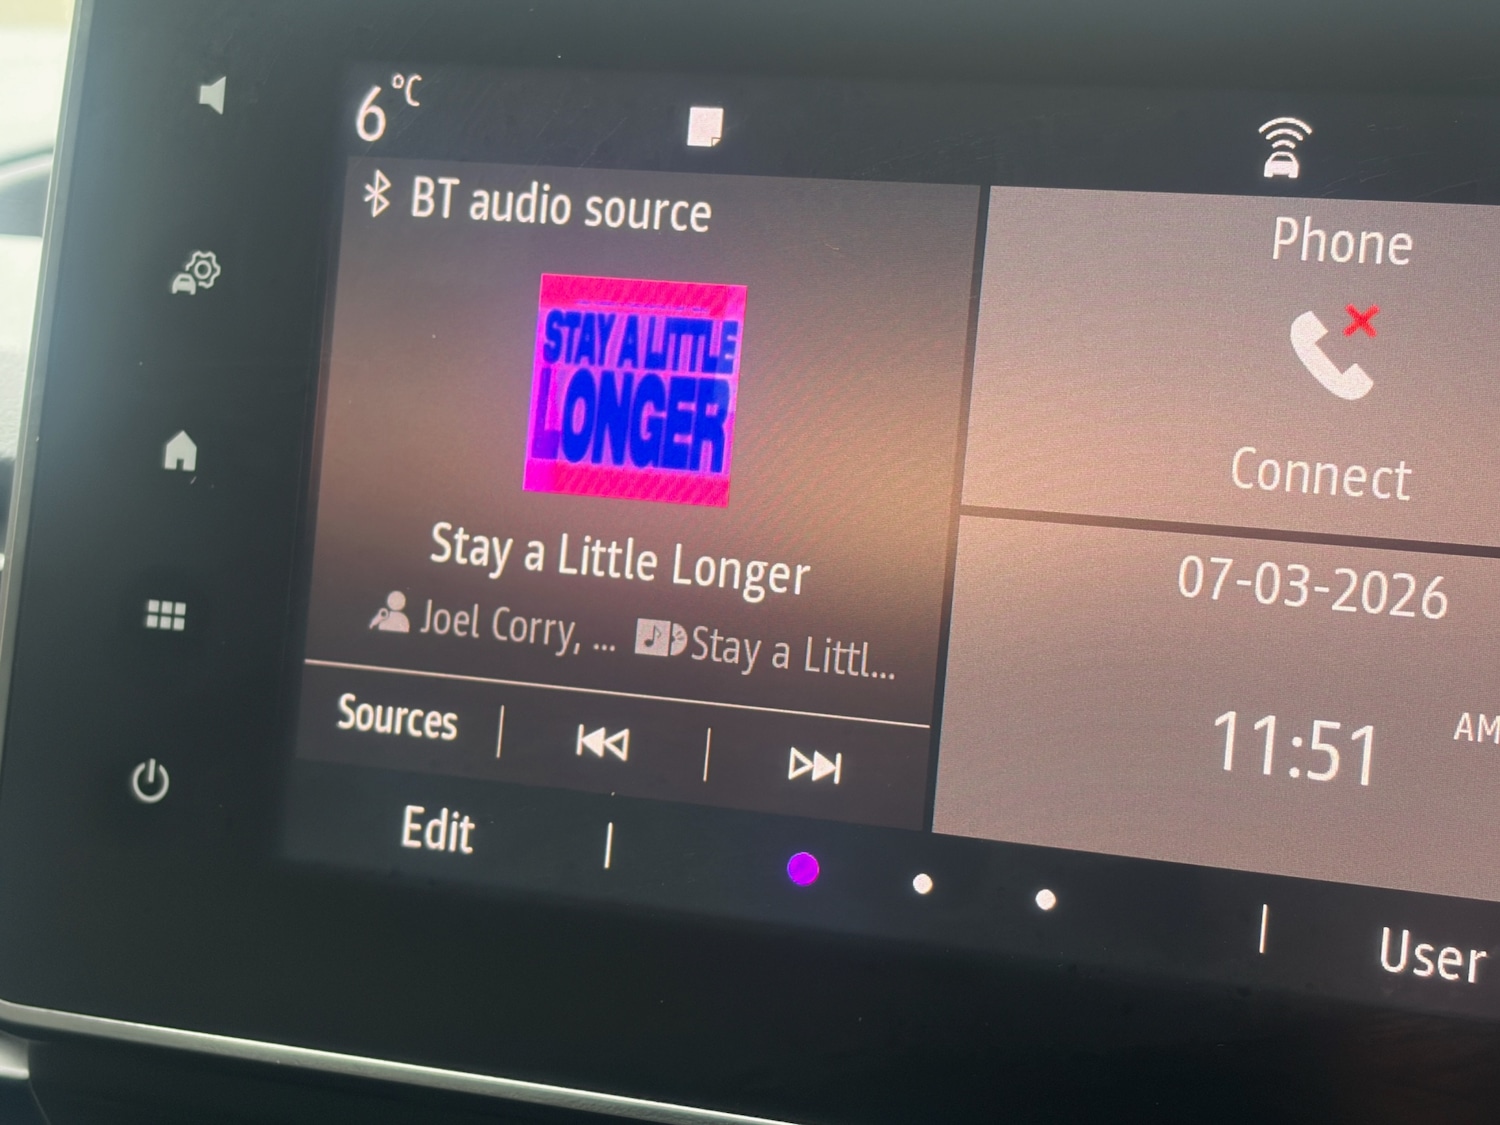 6°C
BT audio source
STAY A LITTLE
LONGER
Stay a Little Longer
Joel Corry, ...
Stay a Littl...
Sources
Edit
Phone
Connect
07-03-2026
11:51 AM
User